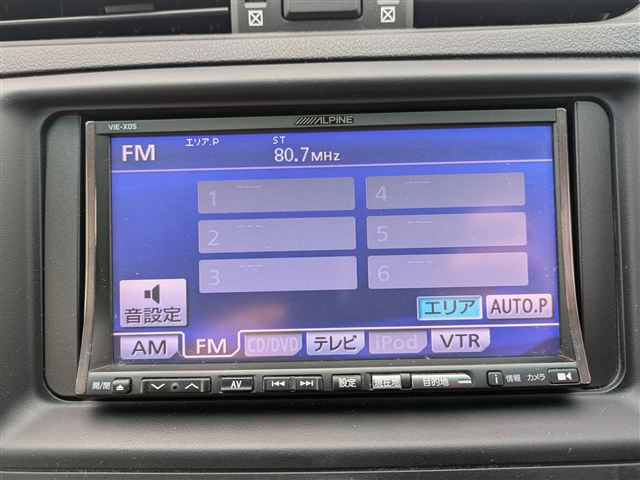 VIE-X05 ALPINE
FM エリア.P ST 80.7MHz
1 ---
2 ---
3 ---
4 ---
5 ---
6 ---
音設定 エリア AUTO.P
AM FM CD/DVD テレビ iPod VTR
開/閉 AV 設定 現在地 目的地 i 情報 カメラ